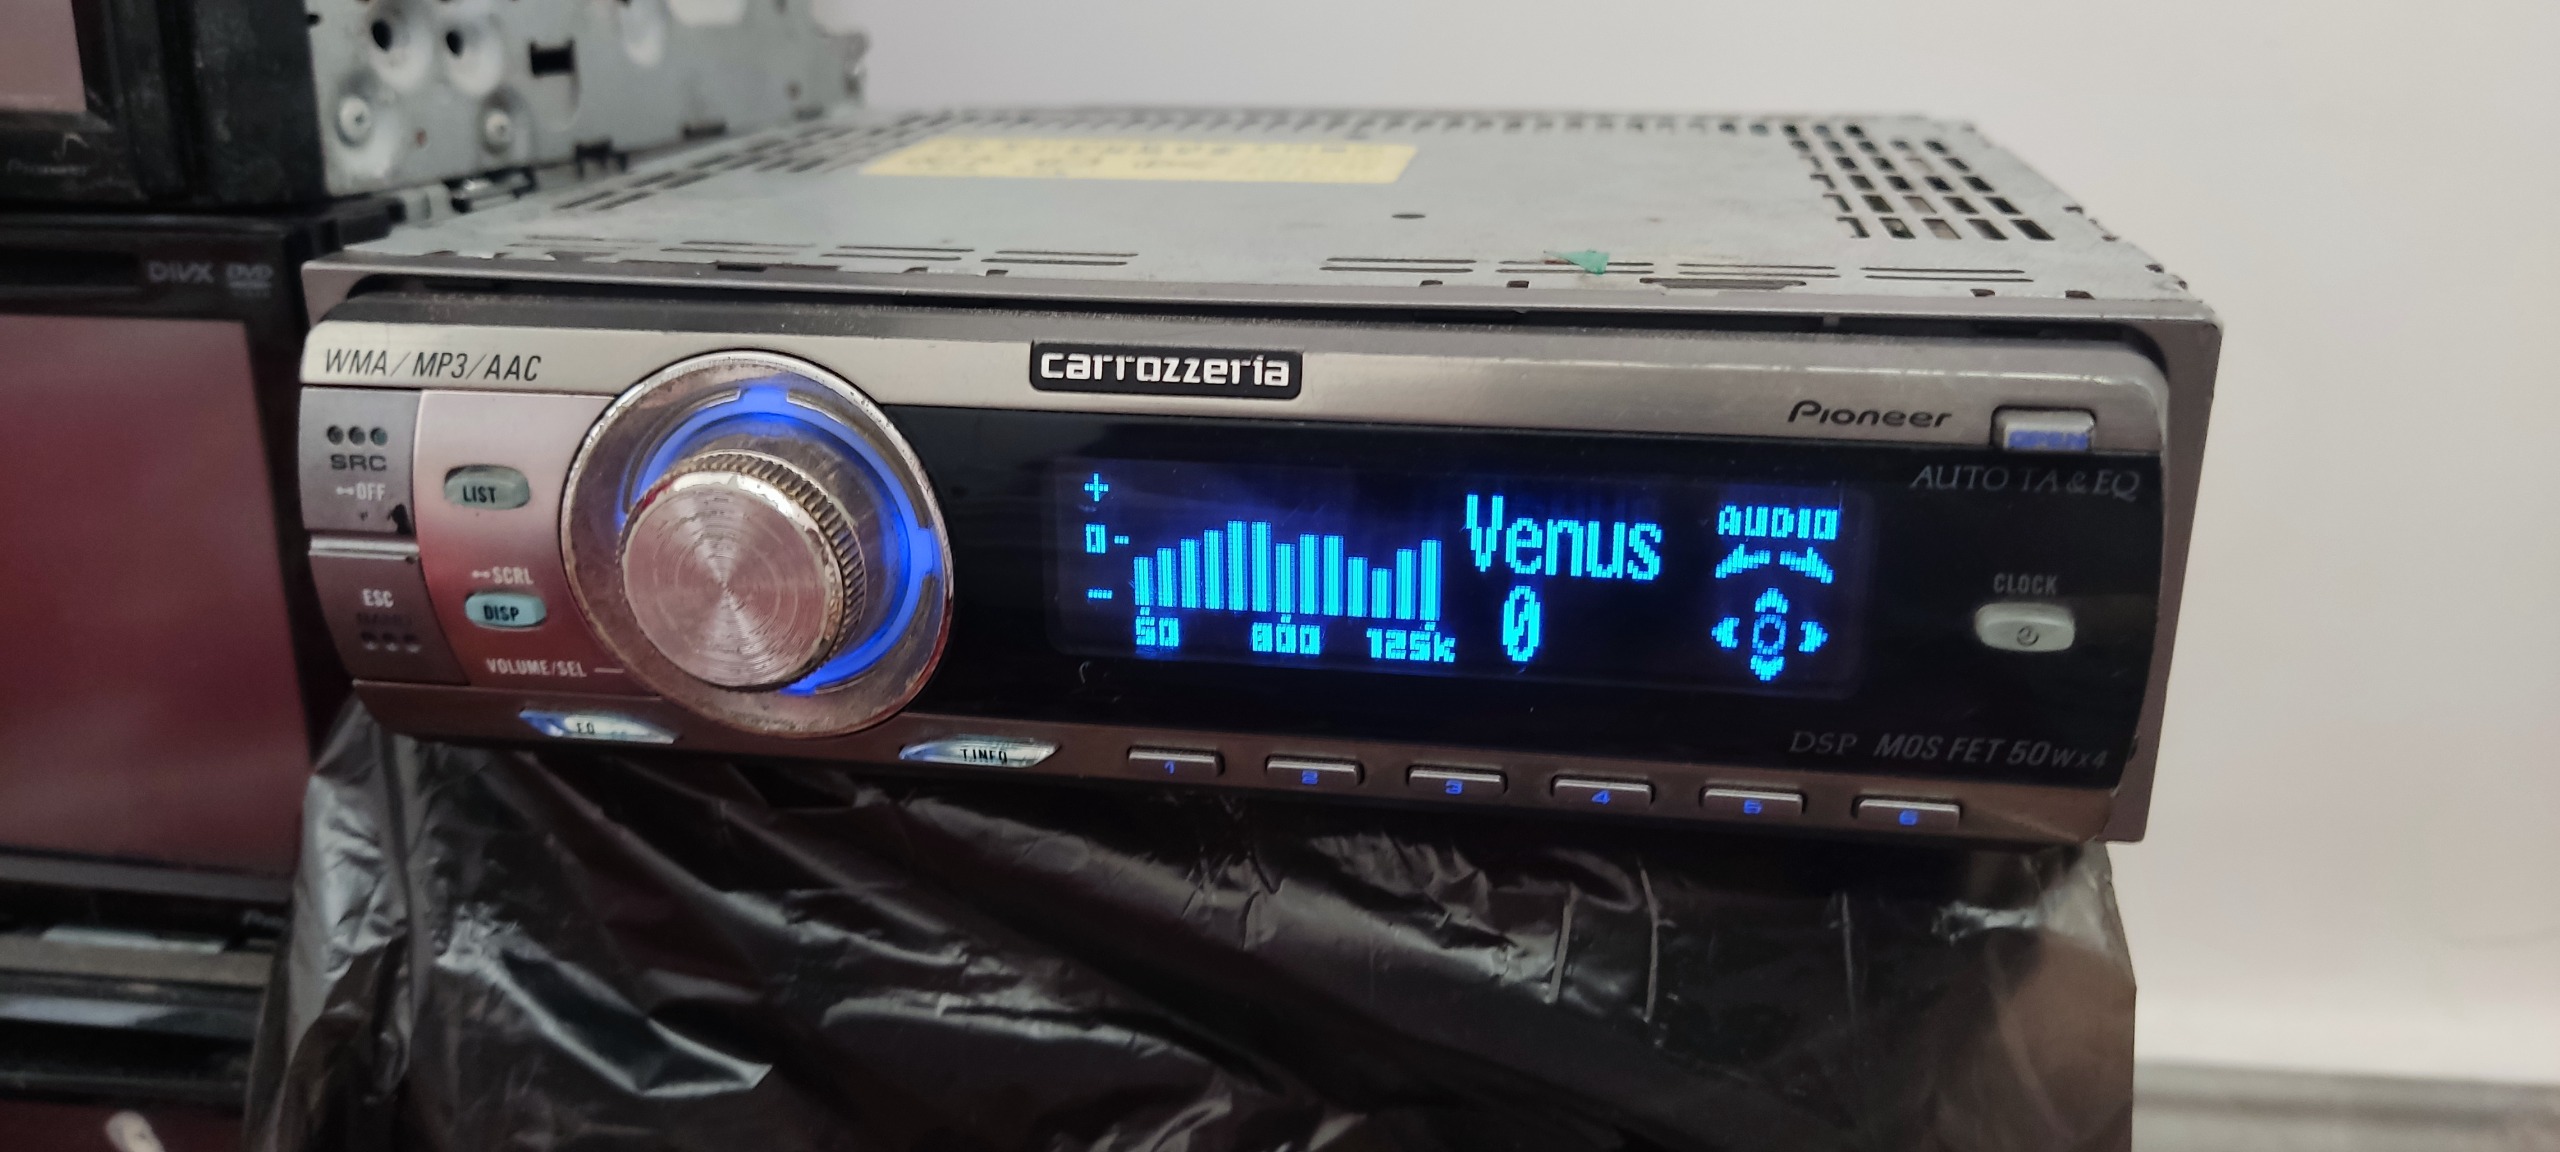 DIVX DVD
WMA/MP3/AAC
carrozzeria
Pioneer
OPEN
SRC
OFF
LIST
AUTO TA & EQ
+
0
-
Venus
AUDIO
SCRL
DISP
ESC
BAND
VOLUME/SEL
50 800 125k
0
CLOCK
EQ
T.INFO
DSP MOS FET 50W×4
1 2 3 4 5 6